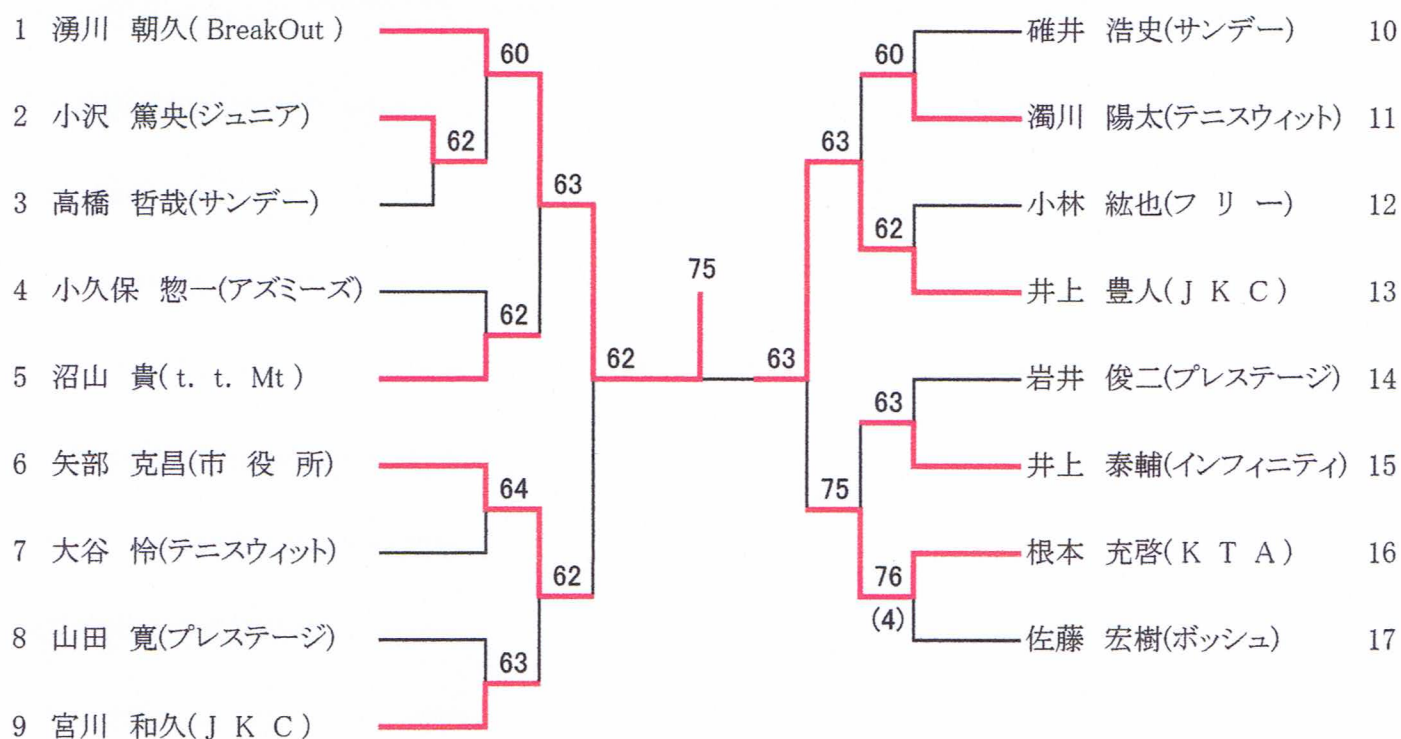 1 湧川 朝久(BreakOut)
2 小沢 篤央(ジュニア)
3 高橋 哲哉(サンデー)
4 小久保 惣一(アズミーズ)
5 沼山 貴(t. t. Mt)
6 矢部 克昌(市 役 所)
7 大谷 怜(テニスウィット)
8 山田 寛(プレステージ)
9 宮川 和久(J K C)
60
62
63
62
62
64
62
63
75
63
63
60
62
75
63
76
(4)
碓井 浩史(サンデー) 10
濁川 陽太(テニスウィット) 11
小林 紘也(フ リ ー) 12
井上 豊人(J K C) 13
岩井 俊二(プレステージ) 14
井上 泰輔(インフィニティ) 15
根本 充啓(K T A) 16
佐藤 宏樹(ボッシュ) 17